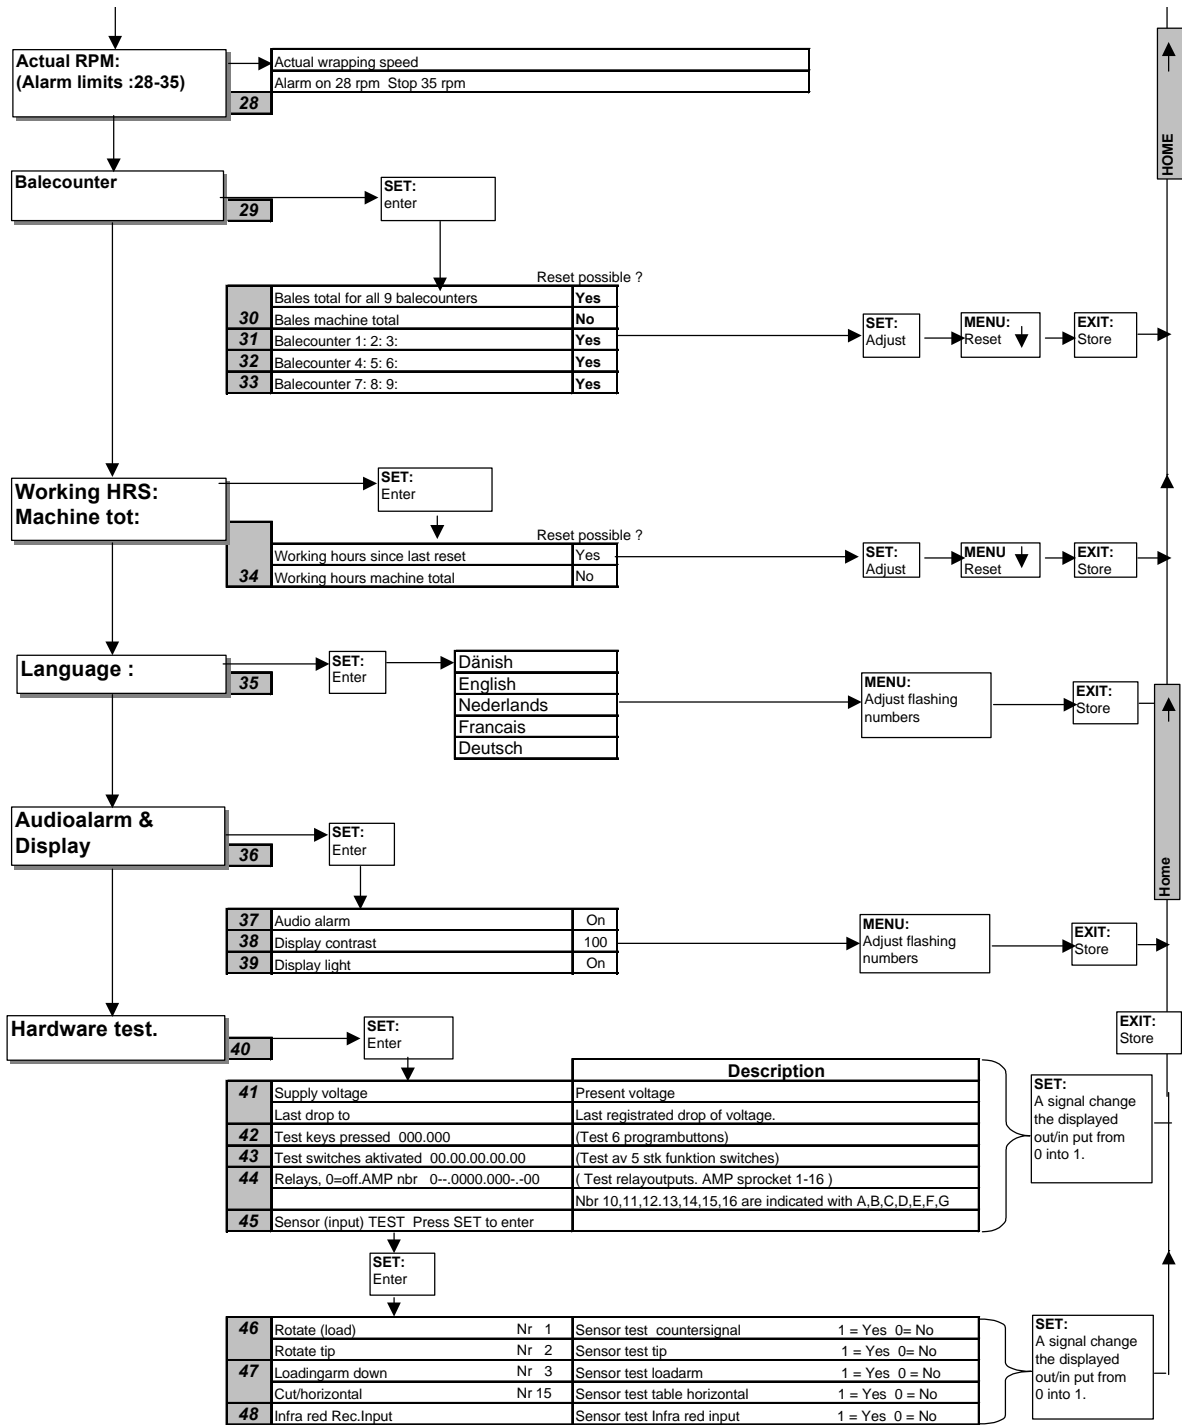 Actual RPM:
(Alarm limits :28-35)
28
Actual wrapping speed
Alarm on 28 rpm  Stop 35 rpm
HOME
Balecounter
29
SET:
enter
Reset possible ?
Bales total for all 9 balecounters Yes
30 Bales machine total No
31 Balecounter 1: 2: 3: Yes
32 Balecounter 4: 5: 6: Yes
33 Balecounter 7: 8: 9: Yes
SET:
Adjust
MENU:
Reset
EXIT:
Store
Working HRS:
Machine tot:
SET:
Enter
Reset possible ?
Working hours since last reset Yes
34 Working hours machine total No
SET:
Adjust
MENU
Reset
EXIT:
Store
Language :
35
SET:
Enter
Dänish
English
Nederlands
Francais
Deutsch
MENU:
Adjust flashing
numbers
EXIT:
Store
Home
Audioalarm &
Display
36
SET:
Enter
37 Audio alarm On
38 Display contrast 100
39 Display light On
MENU:
Adjust flashing
numbers
EXIT:
Store
Hardware test.
40
SET:
Enter
EXIT:
Store
Description
41 Supply voltage Present voltage
Last drop to Last registrated drop of voltage.
42 Test keys pressed  000.000 (Test 6 programbuttons)
43 Test switches aktivated  00.00.00.00.00 (Test av 5 stk funktion switches)
44 Relays, 0=off.AMP nbr   0--.0000.000-.-00 ( Test relayoutputs. AMP sprocket 1-16 )
Nbr 10,11,12.13,14,15,16 are indicated with A,B,C,D,E,F,G
45 Sensor (input) TEST  Press SET to enter
SET:
A signal change
the displayed
out/in put from
0 into 1.
SET:
Enter
46 Rotate (load) Nr 1 Sensor test  countersignal 1 = Yes  0= No
Rotate tip Nr 2 Sensor test tip 1 = Yes  0= No
47 Loadingarm down Nr 3 Sensor test loadarm 1 = Yes  0 = No
Cut/horizontal Nr 15 Sensor test table horizontal 1 = Yes  0 = No
48 Infra red Rec.Input Sensor test Infra red input 1 = Yes  0 = No
SET:
A signal change
the displayed
out/in put from
0 into 1.